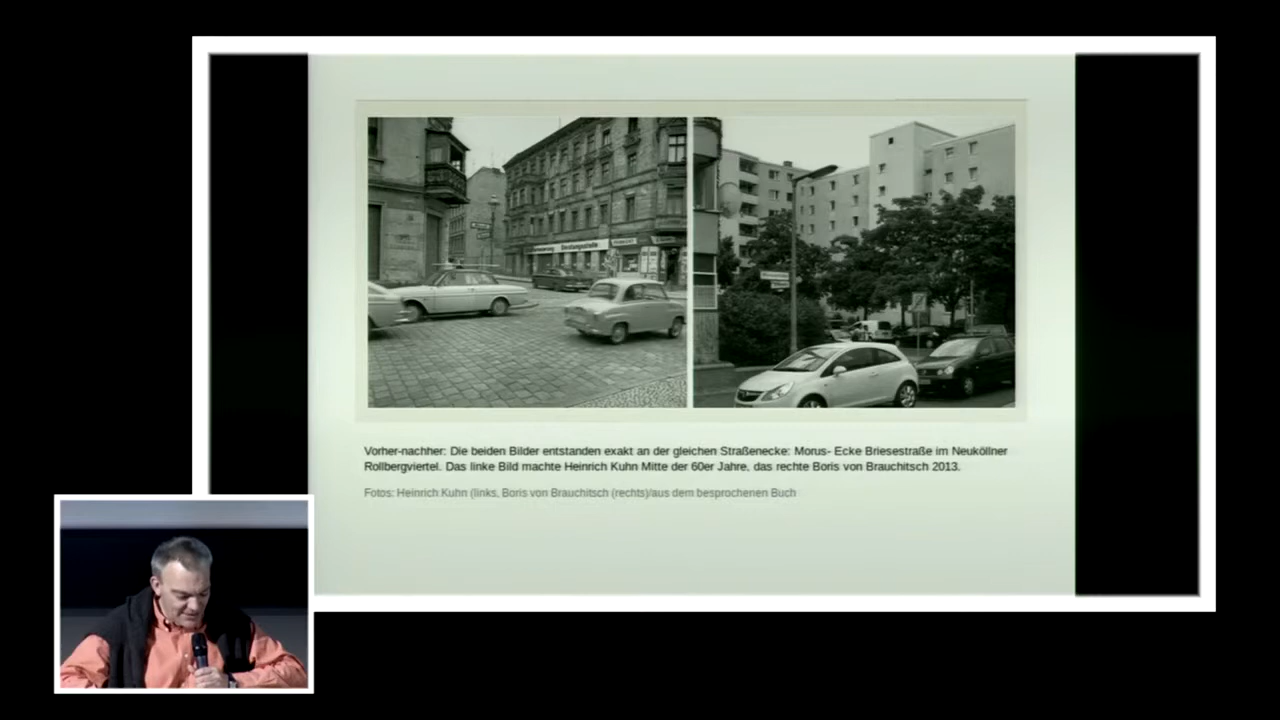 Beratungsstelle
Vorher-nachher: Die beiden Bilder entstanden exakt an der gleichen Straßenecke: Morus- Ecke Briesestraße im Neuköllner
Rollbergviertel. Das linke Bild machte Heinrich Kuhn Mitte der 60er Jahre, das rechte Boris von Brauchitsch 2013.
Fotos: Heinrich Kuhn (links, Boris von Brauchitsch (rechts)/aus dem besprochenen Buch